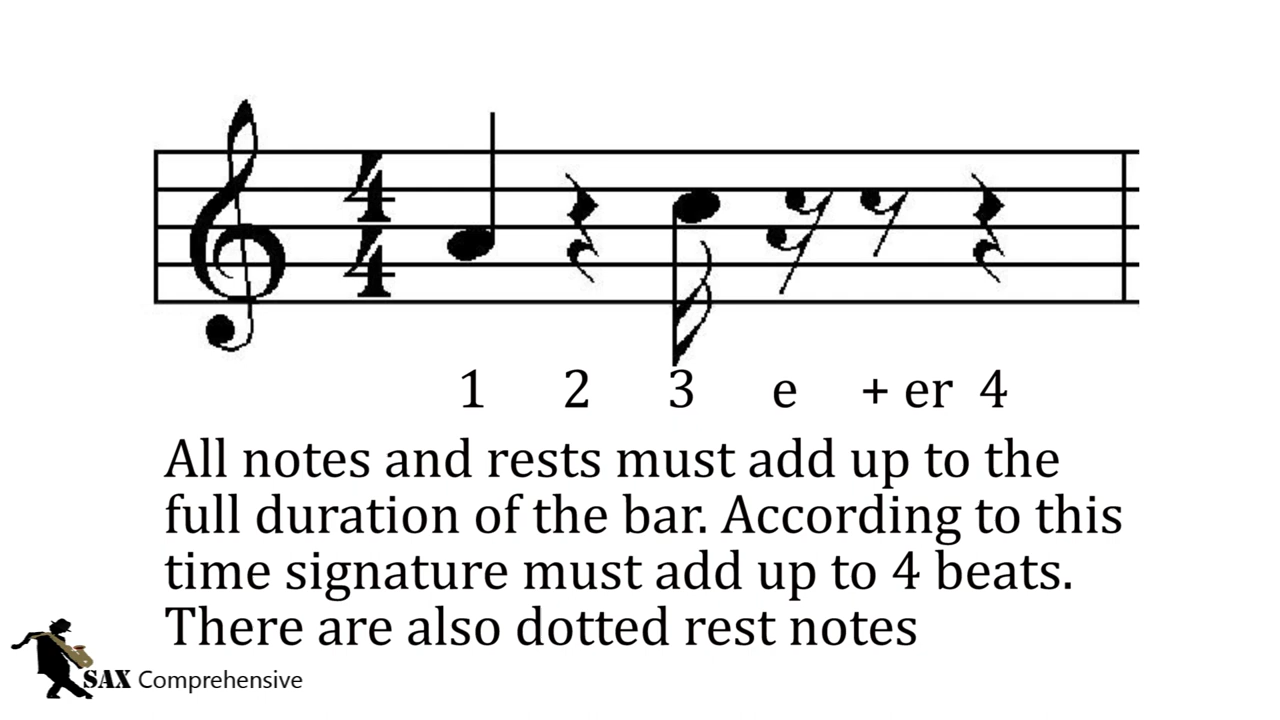 4
4
1 2 3 e + er 4
All notes and rests must add up to the
full duration of the bar. According to this
time signature must add up to 4 beats.
There are also dotted rest notes
SAX Comprehensive